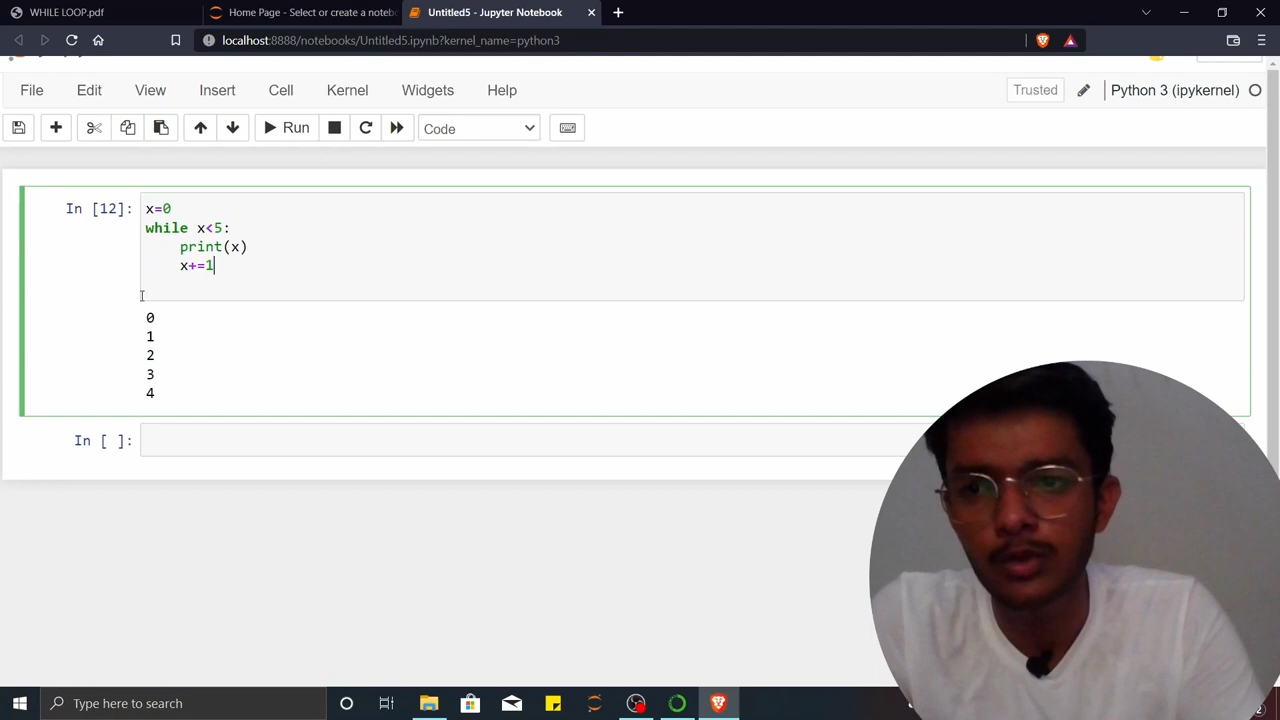 WHILE LOOP.pdf
Home Page - Select or create a noteb
Untitled5 - Jupyter Notebook
localhost:8888/notebooks/Untitled5.ipynb?kernel_name=python3
File Edit View Insert Cell Kernel Widgets Help
Trusted
Python 3 (ipykernel)
Run
Code
In [12]:
x=0
while x<5:
    print(x)
    x+=1
0
1
2
3
4
In [ ]:
Type here to search